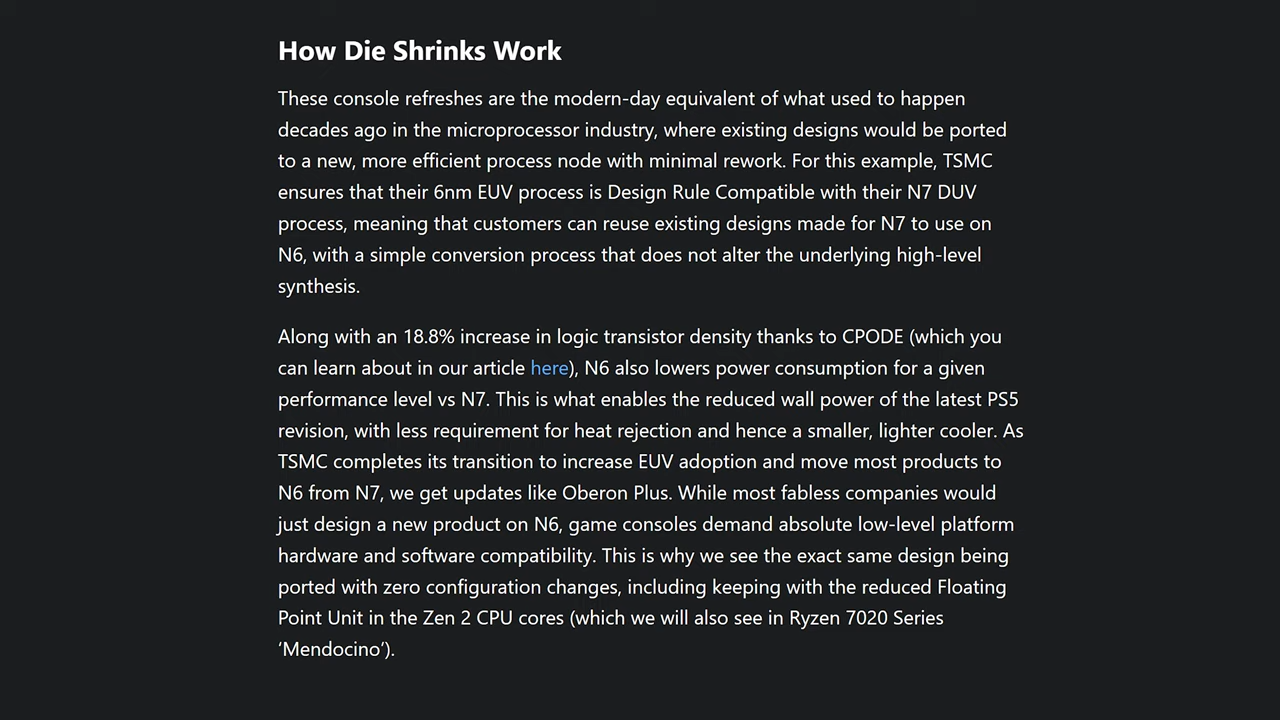 How Die Shrinks Work
These console refreshes are the modern-day equivalent of what used to happen
decades ago in the microprocessor industry, where existing designs would be ported
to a new, more efficient process node with minimal rework. For this example, TSMC
ensures that their 6nm EUV process is Design Rule Compatible with their N7 DUV
process, meaning that customers can reuse existing designs made for N7 to use on
N6, with a simple conversion process that does not alter the underlying high-level
synthesis.
Along with an 18.8% increase in logic transistor density thanks to CPODE (which you
can learn about in our article here), N6 also lowers power consumption for a given
performance level vs N7. This is what enables the reduced wall power of the latest PS5
revision, with less requirement for heat rejection and hence a smaller, lighter cooler. As
TSMC completes its transition to increase EUV adoption and move most products to
N6 from N7, we get updates like Oberon Plus. While most fabless companies would
just design a new product on N6, game consoles demand absolute low-level platform
hardware and software compatibility. This is why we see the exact same design being
ported with zero configuration changes, including keeping with the reduced Floating
Point Unit in the Zen 2 CPU cores (which we will also see in Ryzen 7020 Series
‘Mendocino’).